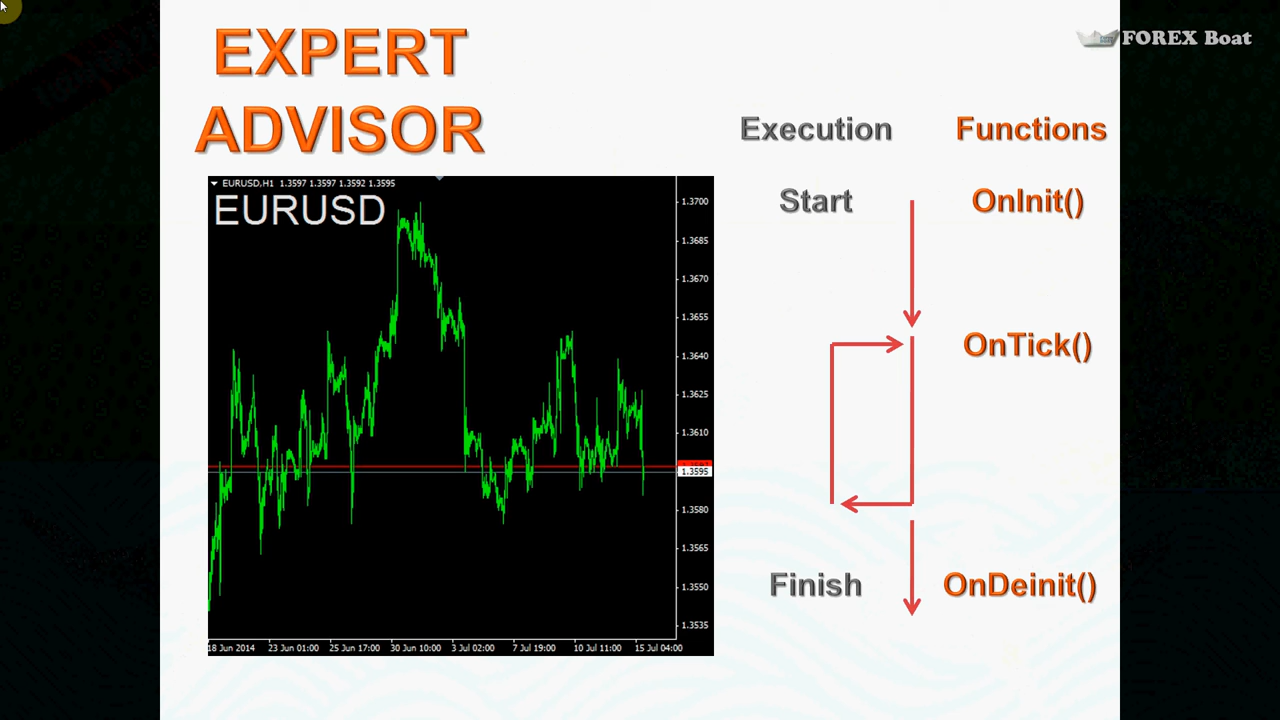 EXPERT
ADVISOR
FOREX Boat
Execution
Functions
Start
OnInit()
OnTick()
Finish
OnDeinit()
EURUSD,H1 1.3597 1.3597 1.3592 1.3595
EURUSD
1.3700
1.3685
1.3670
1.3655
1.3640
1.3625
1.3610
1.3595
1.3580
1.3565
1.3550
1.3535
18 Jun 2014
23 Jun 01:00
25 Jun 17:00
30 Jun 10:00
3 Jul 02:00
7 Jul 19:00
10 Jul 11:00
15 Jul 04:00